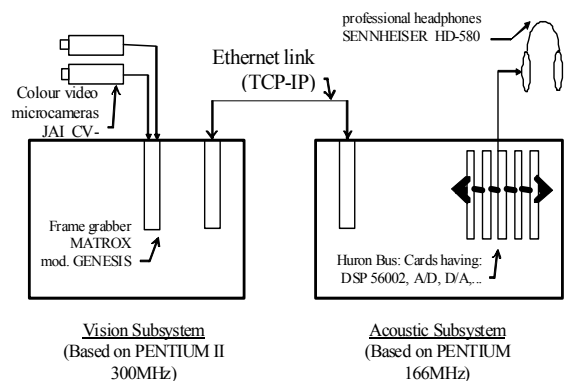 professional headphones
SENNHEISER HD-580
Ethernet link
(TCP-IP)
Colour video
microcameras
JAI CV-
Frame grabber
MATROX
mod. GENESIS
Huron Bus: Cards having:
DSP 56002, A/D, D/A,...
Vision Subsystem
(Based on PENTIUM II
300MHz)
Acoustic Subsystem
(Based on PENTIUM
166MHz)